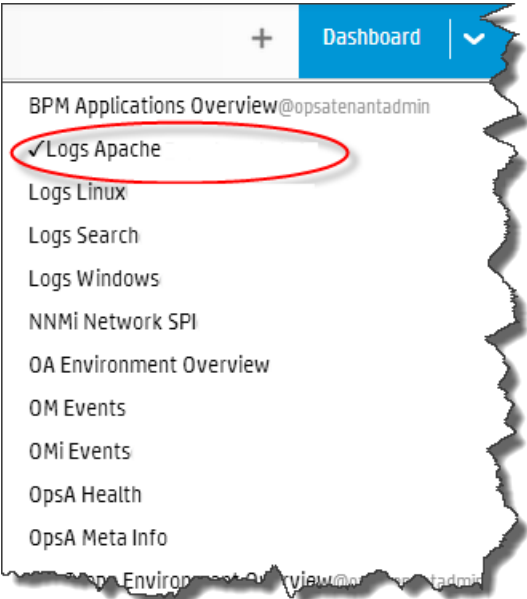 + Dashboard
BPM Applications Overview@opsatenantadmin
✓Logs Apache
Logs Linux
Logs Search
Logs Windows
NNMi Network SPI
OA Environment Overview
OM Events
OMi Events
OpsA Health
OpsA Meta Info